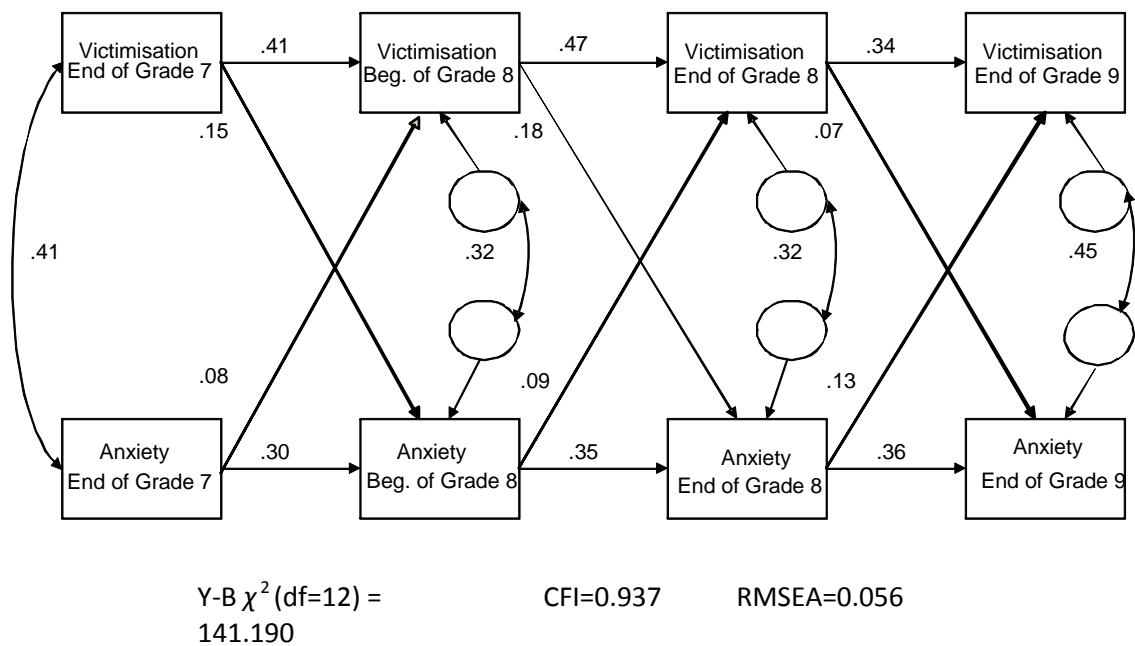 Victimisation
End of Grade 7
.41
Victimisation
Beg. of Grade 8
.47
Victimisation
End of Grade 8
.34
Victimisation
End of Grade 9
.15
.18
.07
.41
.32
.32
.45
.08
.09
.13
Anxiety
End of Grade 7
.30
Anxiety
Beg. of Grade 8
.35
Anxiety
End of Grade 8
.36
Anxiety
End of Grade 9
Y-B χ² (df=12) =
141.190
CFI=0.937
RMSEA=0.056